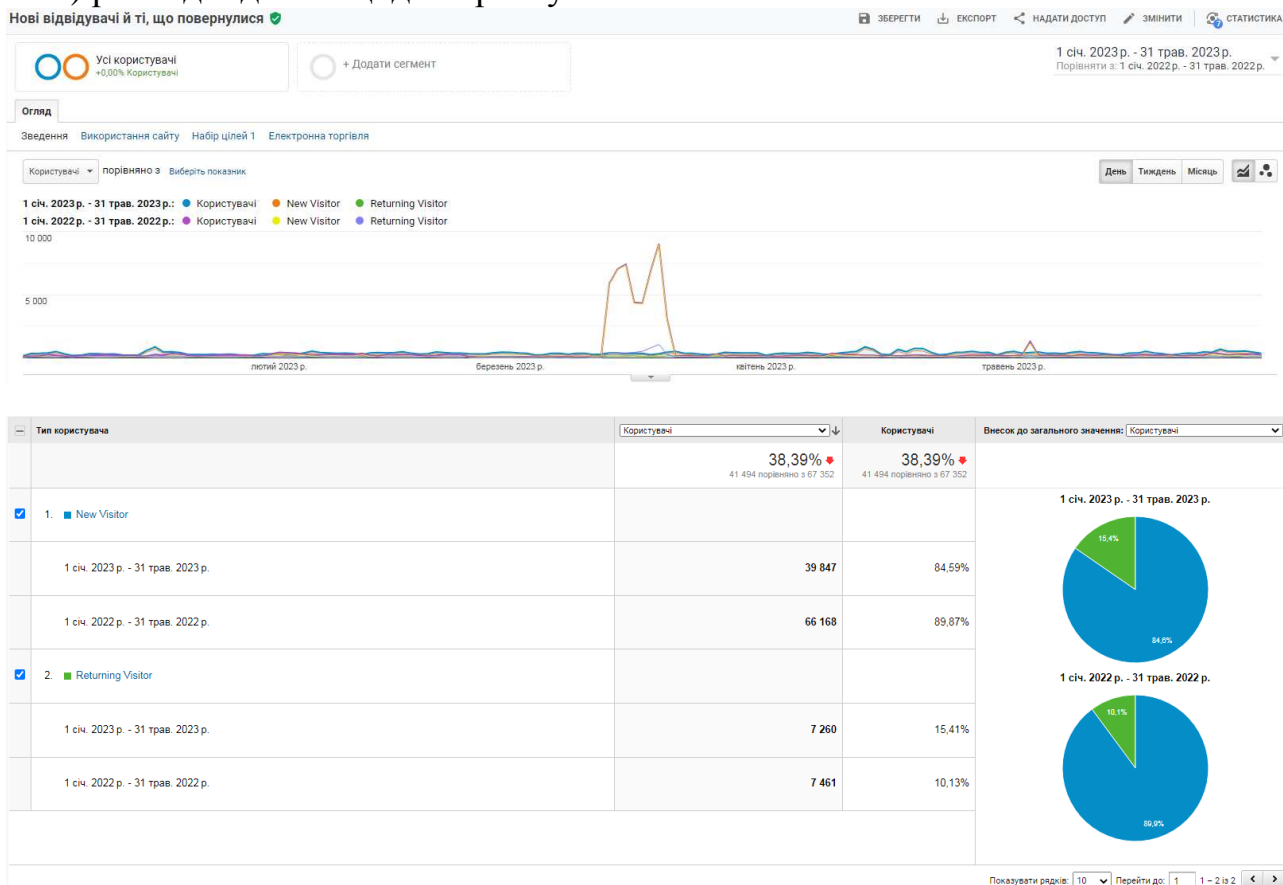 Нові відвідувачі й ті, що повернулися
ЗБЕРЕГТИ ЕКСПОРТ НАДАТИ ДОСТУП ЗМІНИТИ СТАТИСТИКА
Усі користувачі
+0,00% Користувачі
+ Додати сегмент
1 січ. 2023 р. - 31 трав. 2023 р.
Порівняти з: 1 січ. 2022 р. - 31 трав. 2022 р.
Огляд
Зведення Використання сайту Набір цілей 1 Електронна торгівля
Користувачі порівняно з Виберіть показник
День Тиждень Місяць
1 січ. 2023 р. - 31 трав. 2023 р.: Користувачі New Visitor Returning Visitor
1 січ. 2022 р. - 31 трав. 2022 р.: Користувачі New Visitor Returning Visitor
10 000
5 000
лютий 2023 р. березень 2023 р. квітень 2023 р. травень 2023 р.
Тип користувача Користувачі Користувачі Внесок до загального значення: Користувачі
38,39% 38,39%
41 494 порівняно з 67 352 41 494 порівняно з 67 352
1. New Visitor
1 січ. 2023 р. - 31 трав. 2023 р. 39 847 84,59%
1 січ. 2022 р. - 31 трав. 2022 р. 66 168 89,87%
2. Returning Visitor
1 січ. 2023 р. - 31 трав. 2023 р. 7 260 15,41%
1 січ. 2022 р. - 31 трав. 2022 р. 7 461 10,13%
1 січ. 2023 р. - 31 трав. 2023 р.
15,4%
84,6%
1 січ. 2022 р. - 31 трав. 2022 р.
10,1%
89,9%
Показувати рядків: 10 Перейти до: 1 1 – 2 із 2